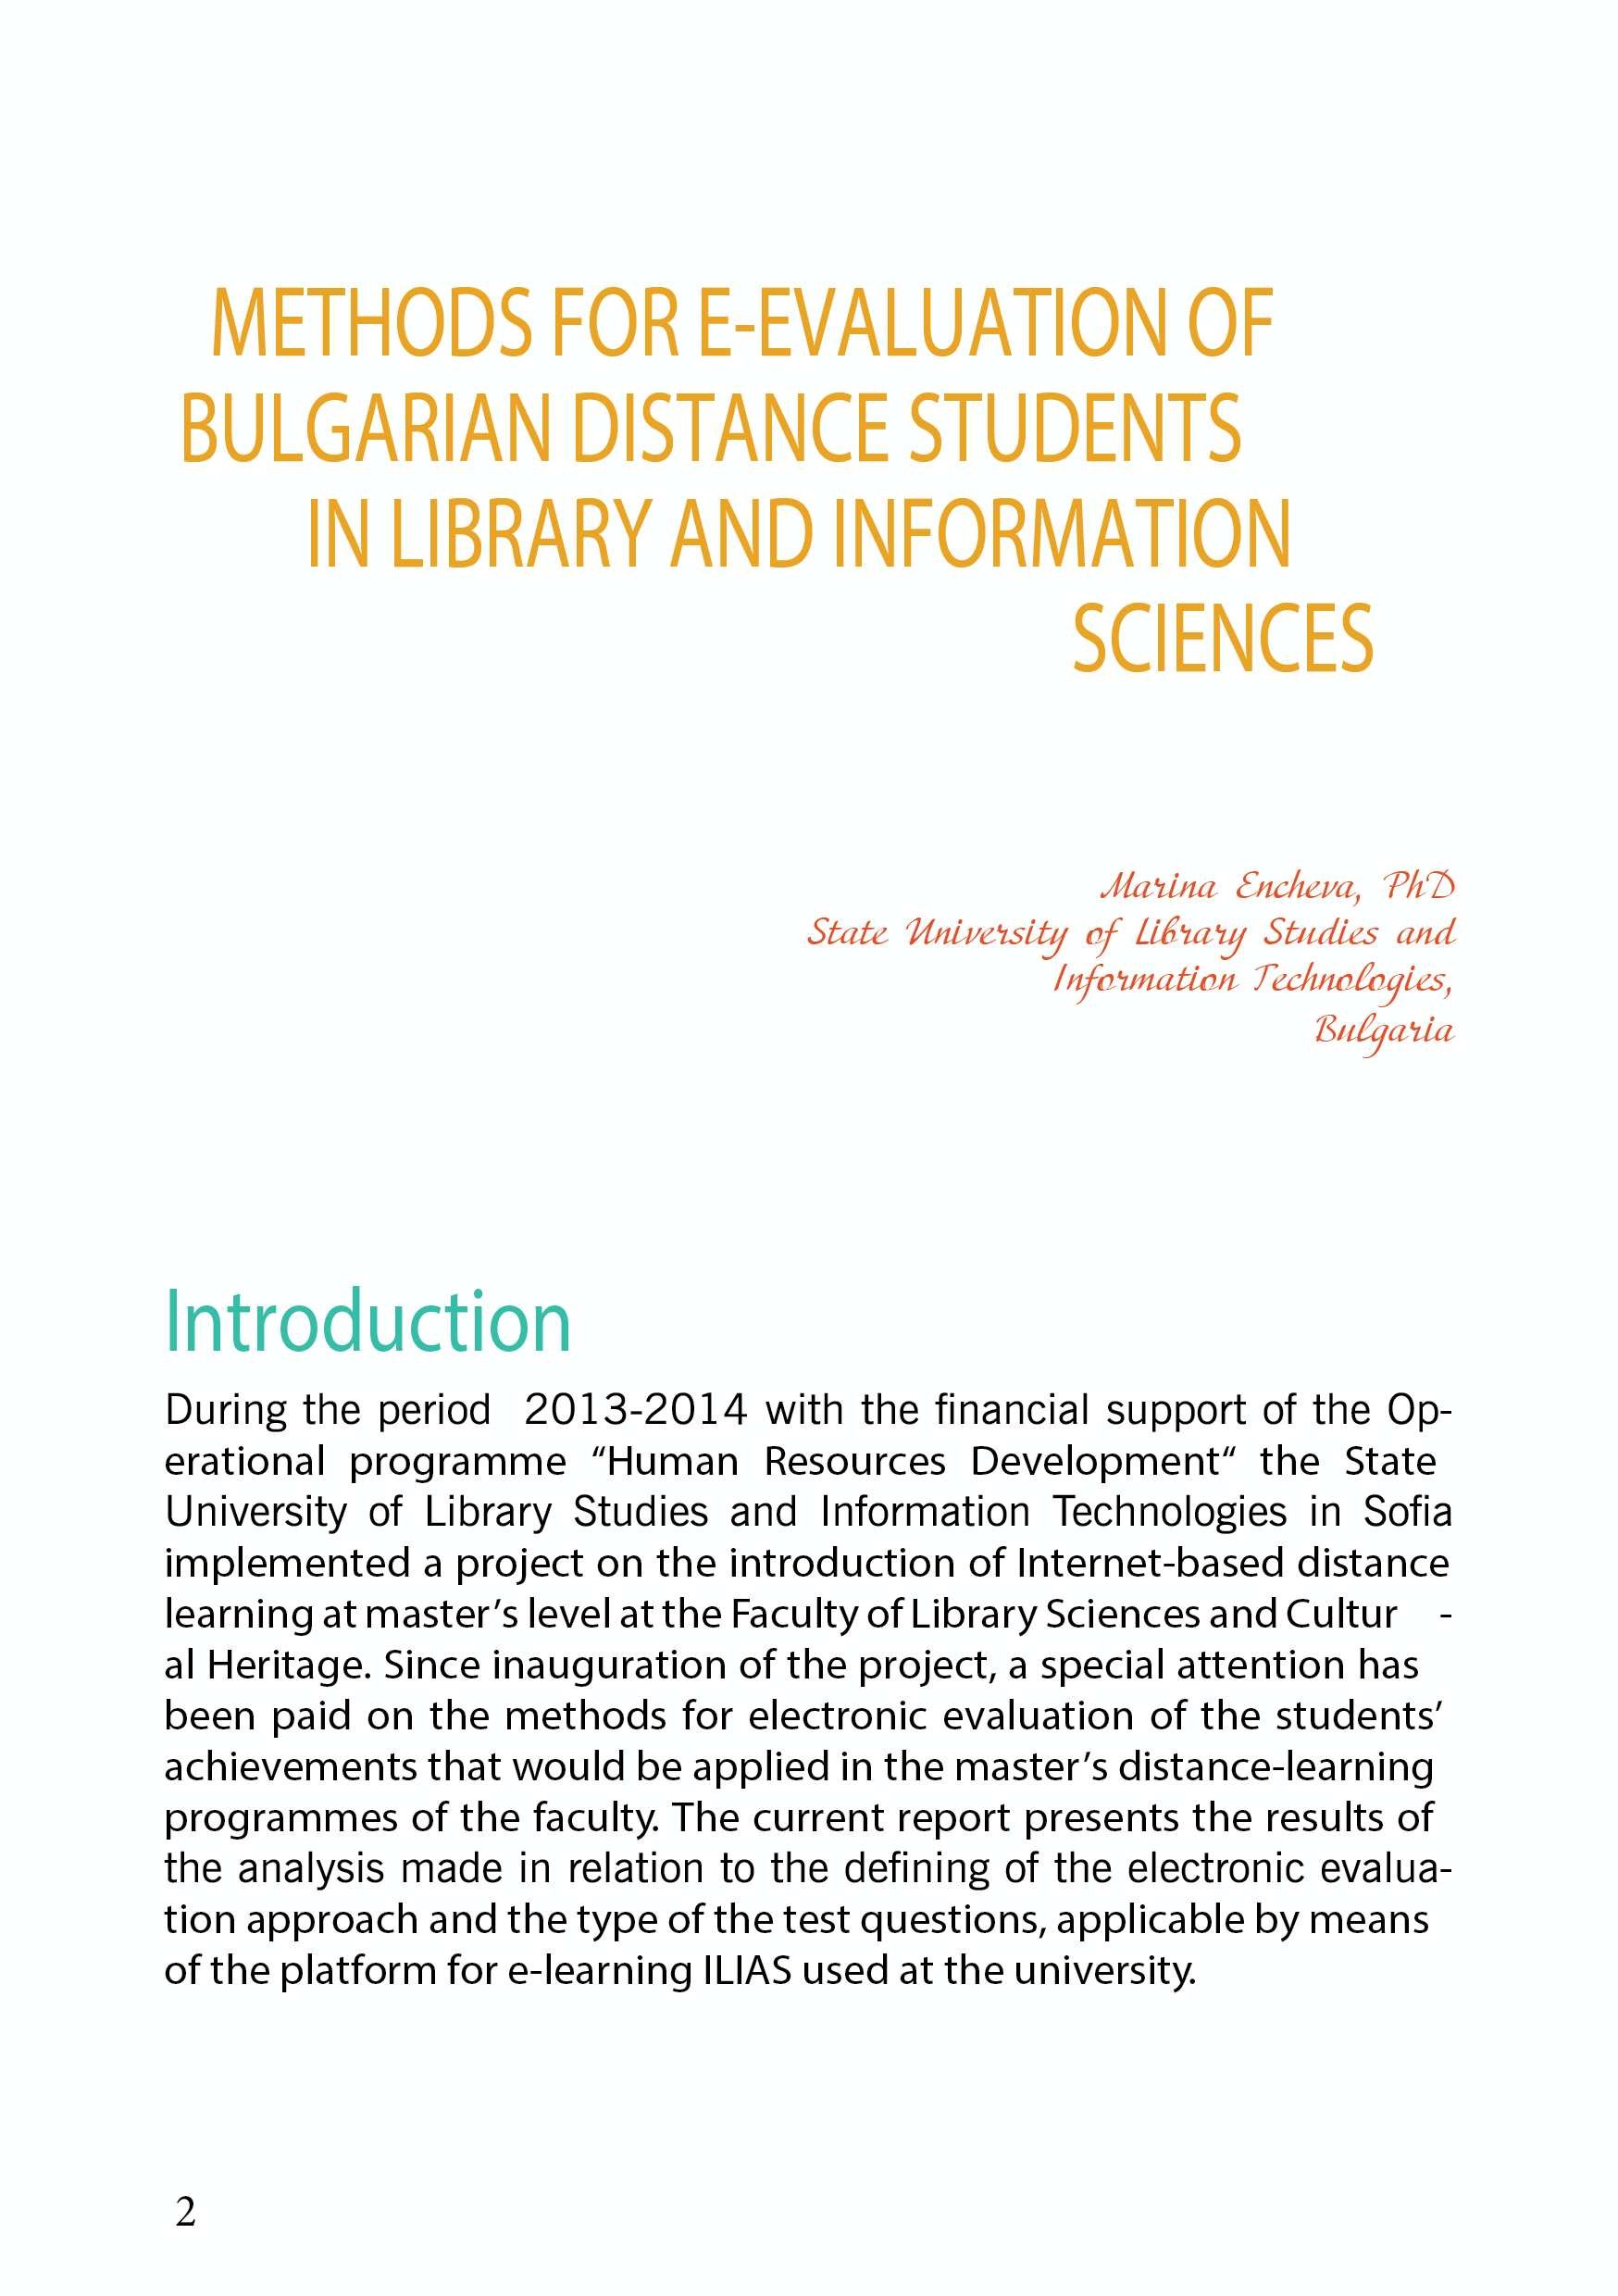 METHODS FOR E-EVALUATION OF
BULGARIAN DISTANCE STUDENTS
IN LIBRARY AND INFORMATION
SCIENCES
Marina Encheva, PhD
State University of Library Studies and
Information Technologies,
Bulgaria
Introduction
During the period 2013-2014 with the financial support of the Op-
erational programme “Human Resources Development“ the State
University of Library Studies and Information Technologies in Sofia
implemented a project on the introduction of Internet-based distance
learning at master’s level at the Faculty of Library Sciences and Cultur -
al Heritage. Since inauguration of the project, a special attention has
been paid on the methods for electronic evaluation of the students’
achievements that would be applied in the master’s distance-learning
programmes of the faculty. The current report presents the results of
the analysis made in relation to the defining of the electronic evalua-
tion approach and the type of the test questions, applicable by means
of the platform for e-learning ILIAS used at the university.
2